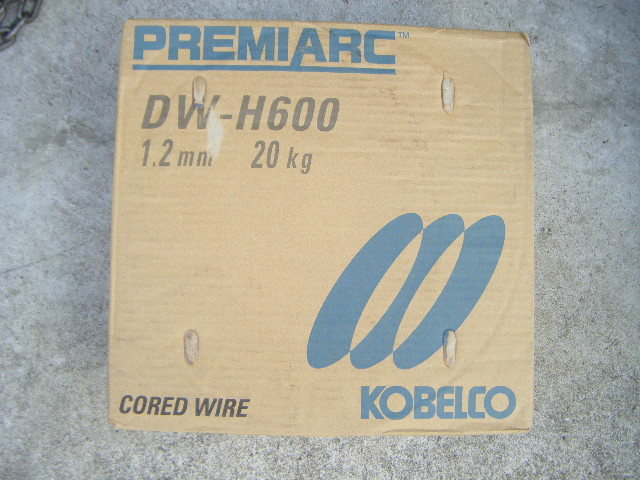 PREMIARC™
DW-H600
1.2 mm 20 kg
CORED WIRE
KOBELCO